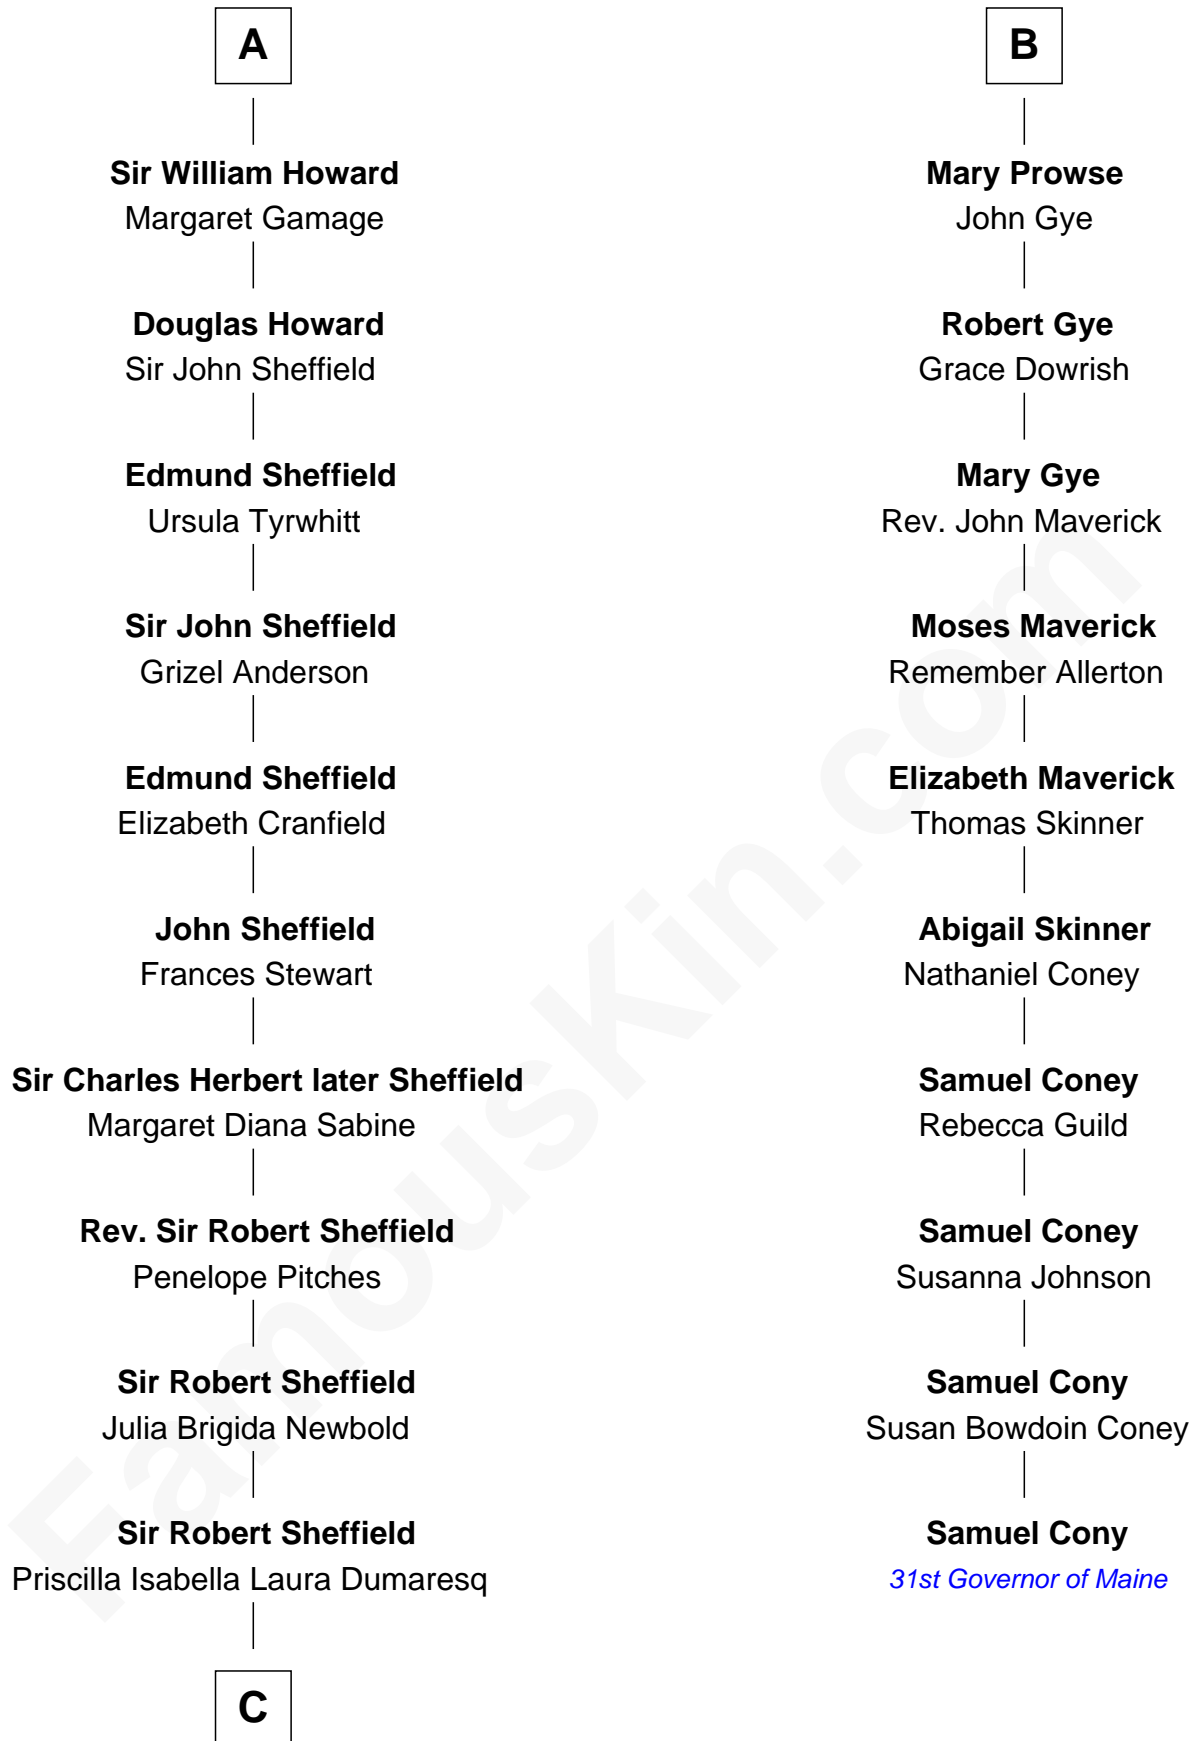 A
Sir William Howard
Margaret Gamage
Douglas Howard
Sir John Sheffield
Edmund Sheffield
Ursula Tyrwhitt
Sir John Sheffield
Grizel Anderson
Edmund Sheffield
Elizabeth Cranfield
John Sheffield
Frances Stewart
Sir Charles Herbert later Sheffield
Margaret Diana Sabine
Rev. Sir Robert Sheffield
Penelope Pitches
Sir Robert Sheffield
Julia Brigida Newbold
Sir Robert Sheffield
Priscilla Isabella Laura Dumaresq
C
B
Mary Prowse
John Gye
Robert Gye
Grace Dowrish
Mary Gye
Rev. John Maverick
Moses Maverick
Remember Allerton
Elizabeth Maverick
Thomas Skinner
Abigail Skinner
Nathaniel Coney
Samuel Coney
Rebecca Guild
Samuel Coney
Susanna Johnson
Samuel Cony
Susan Bowdoin Coney
Samuel Cony
31st Governor of Maine
FamousKin.com